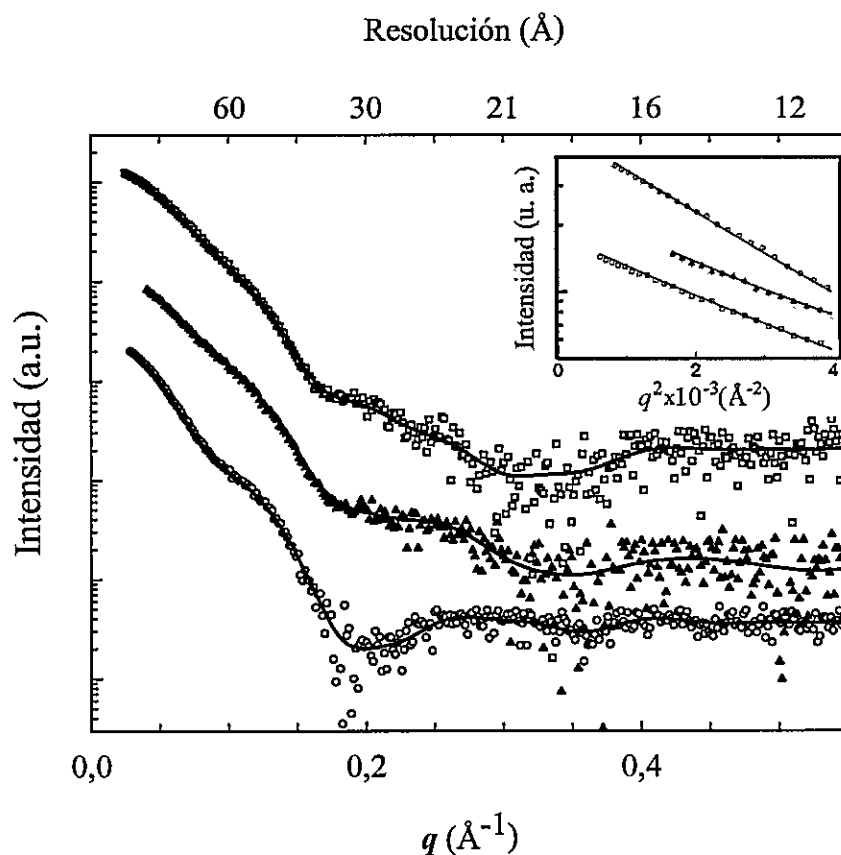 Resolución (Å)
60 30 21 16 12
Intensidad (a.u.)
Intensidad (u. a.)
2 4
q²x10⁻³(Å⁻²)
0,0 0,2 0,4
q (Å⁻¹)